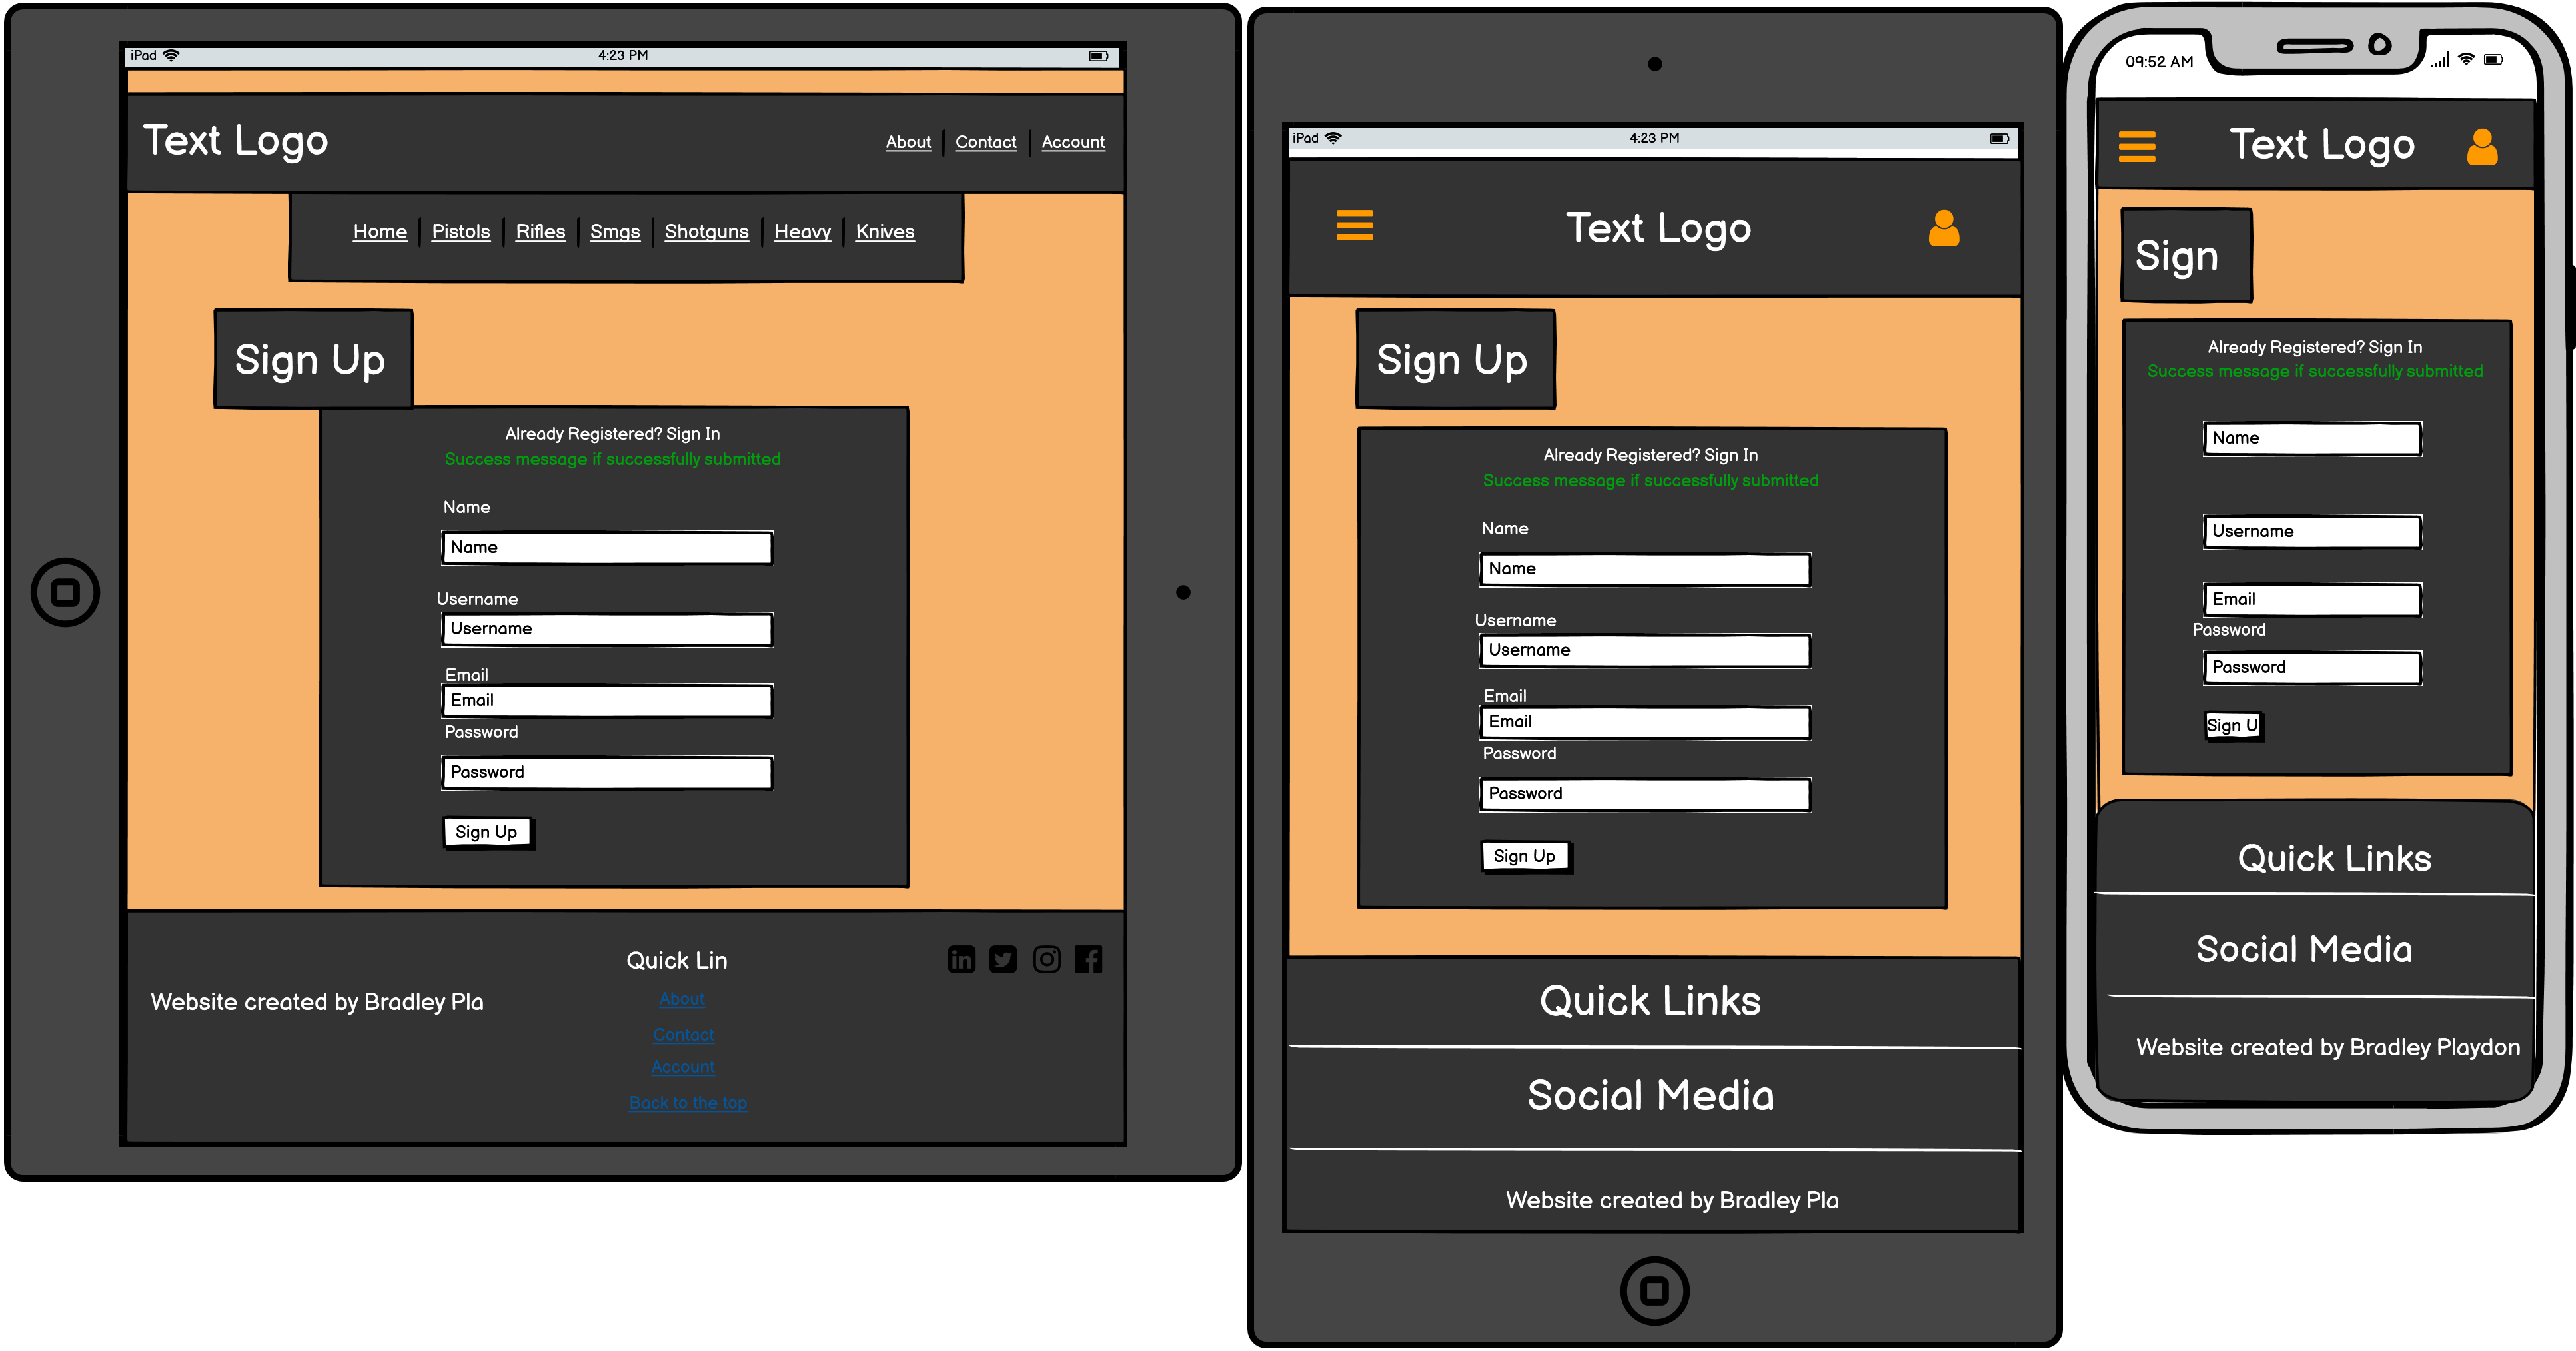 iPad 4:23 PM
Text Logo
About Contact Account
Home Pistols Rifles Smgs Shotguns Heavy Knives
Sign Up
Already Registered? Sign In
Success message if successfully submitted
Name
Name
Username
Username
Email
Email
Password
Password
Sign Up
Website created by Bradley Pla
Quick Lin
About
Contact
Account
Back to the top
iPad 4:23 PM
Text Logo
Sign Up
Already Registered? Sign In
Success message if successfully submitted
Name
Name
Username
Username
Email
Email
Password
Password
Sign Up
Quick Links
Social Media
Website created by Bradley Pla
09:52 AM
Text Logo
Sign
Already Registered? Sign In
Success message if successfully submitted
Name
Username
Email
Password
Password
Sign U
Quick Links
Social Media
Website created by Bradley Playdon